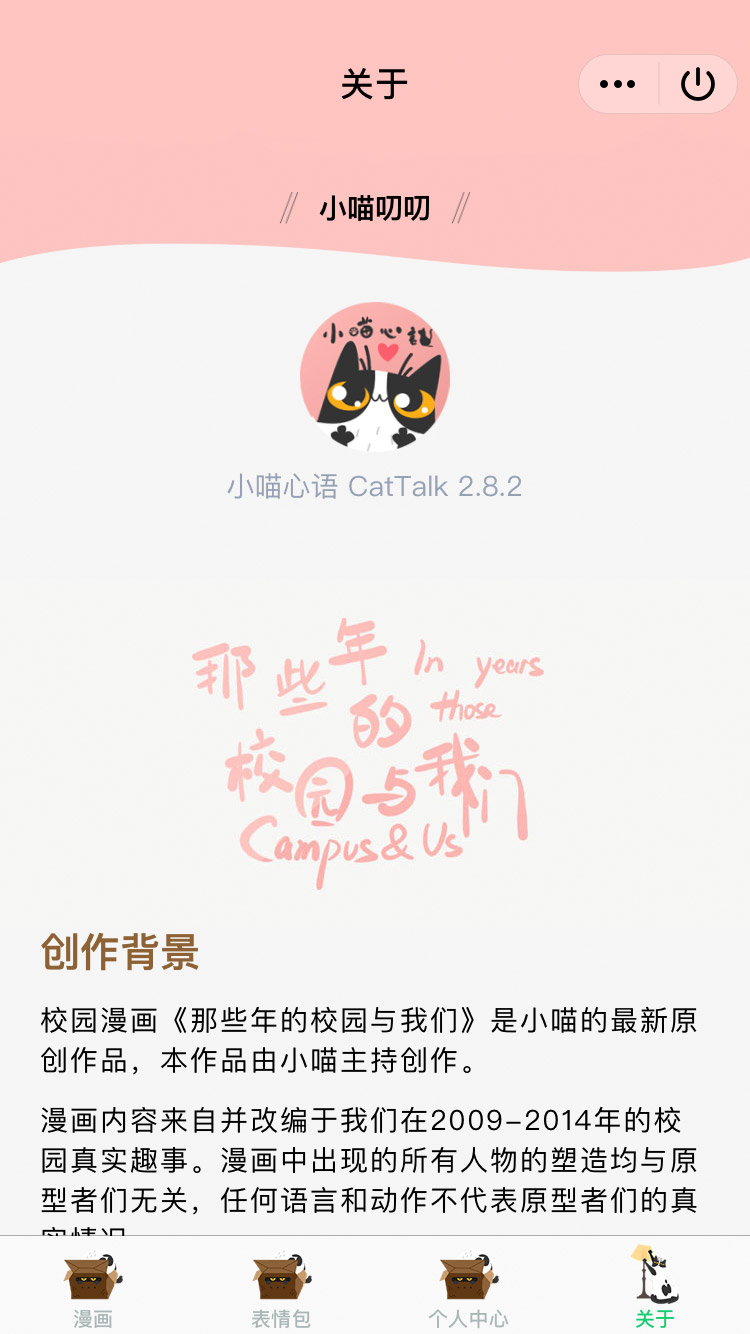 关于
小喵叨叨
小喵心语
小喵心语 CatTalk 2.8.2
那些年 In years
的 those
校园与我们
Campus & Us
创作背景
校园漫画《那些年的校园与我们》是小喵的最新原
创作品，本作品由小喵主持创作。
漫画内容来自并改编于我们在2009-2014年的校
园真实趣事。漫画中出现的所有人物的塑造均与原
型者们无关，任何语言和动作不代表原型者们的真
漫画 表情包 个人中心 关于